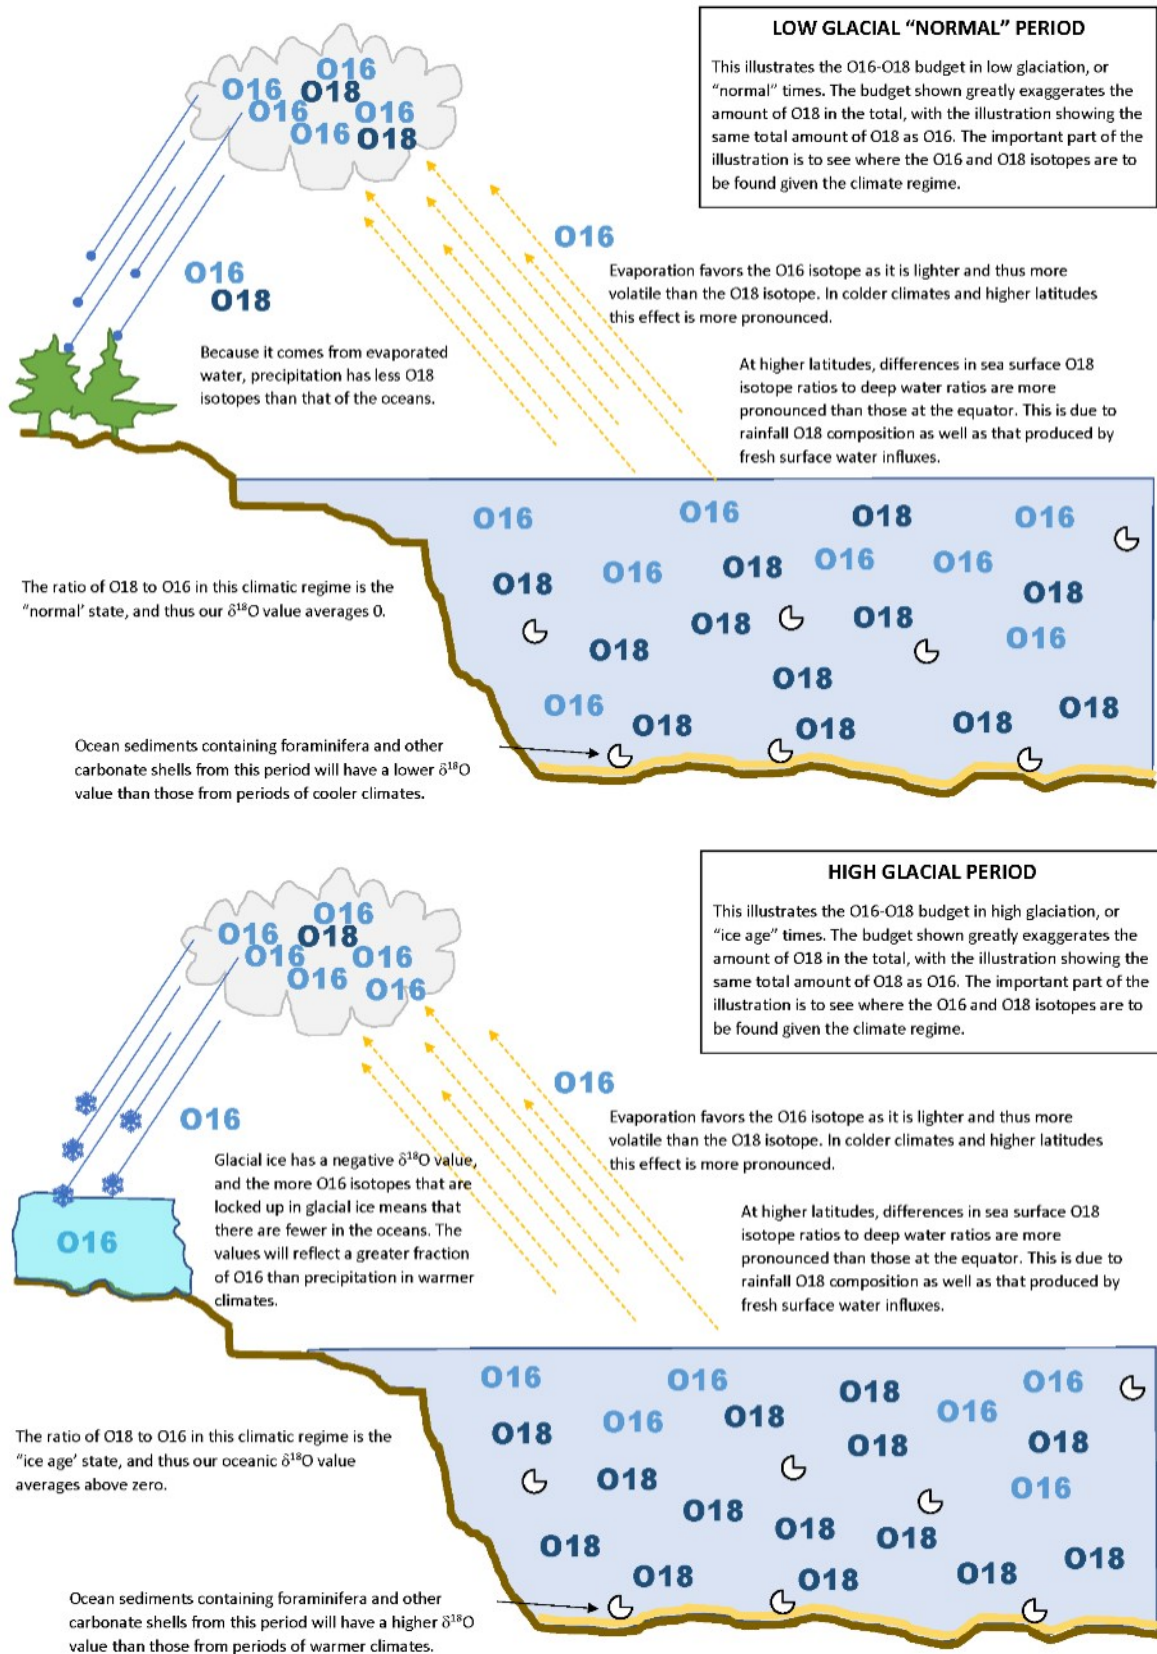 LOW GLACIAL “NORMAL” PERIOD
This illustrates the O16-O18 budget in low glaciation, or
“normal” times. The budget shown greatly exaggerates the
amount of O18 in the total, with the illustration showing the
same total amount of O18 as O16. The important part of the
illustration is to see where the O16 and O18 isotopes are to
be found given the climate regime.
O16
O16 O18
O16 O16
O16 O18
O16
O16
O18
Evaporation favors the O16 isotope as it is lighter and thus more
volatile than the O18 isotope. In colder climates and higher latitudes
this effect is more pronounced.
Because it comes from evaporated
water, precipitation has less O18
isotopes than that of the oceans.
At higher latitudes, differences in sea surface O18
isotope ratios to deep water ratios are more
pronounced than those at the equator. This is due to
rainfall O18 composition as well as that produced by
fresh surface water influxes.
O16 O16 O18 O16
O18 O16 O18 O16 O16 O18
O18 O18 O18 O16
O18
O16 O18 O18 O18 O18
The ratio of O18 to O16 in this climatic regime is the
“normal’ state, and thus our δ¹⁸O value averages 0.
Ocean sediments containing foraminifera and other
carbonate shells from this period will have a lower δ¹⁸O
value than those from periods of cooler climates.
HIGH GLACIAL PERIOD
This illustrates the O16-O18 budget in high glaciation, or
“ice age” times. The budget shown greatly exaggerates the
amount of O18 in the total, with the illustration showing the
same total amount of O18 as O16. The important part of the
illustration is to see where the O16 and O18 isotopes are to
be found given the climate regime.
O16
O16 O18
O16 O16
O16 O16
O16
O16
Evaporation favors the O16 isotope as it is lighter and thus more
volatile than the O18 isotope. In colder climates and higher latitudes
this effect is more pronounced.
Glacial ice has a negative δ¹⁸O value,
and the more O16 isotopes that are
locked up in glacial ice means that
there are fewer in the oceans. The
values will reflect a greater fraction
of O16 than precipitation in warmer
climates.
O16
At higher latitudes, differences in sea surface O18
isotope ratios to deep water ratios are more
pronounced than those at the equator. This is due to
rainfall O18 composition as well as that produced by
fresh surface water influxes.
O16 O16 O18 O16
O18 O16 O18 O16
O18 O18
O18 O16
O18 O18 O18
O18 O18
O18 O18 O18
The ratio of O18 to O16 in this climatic regime is the
“ice age’ state, and thus our oceanic δ¹⁸O value
averages above zero.
Ocean sediments containing foraminifera and other
carbonate shells from this period will have a higher δ¹⁸O
value than those from periods of warmer climates.